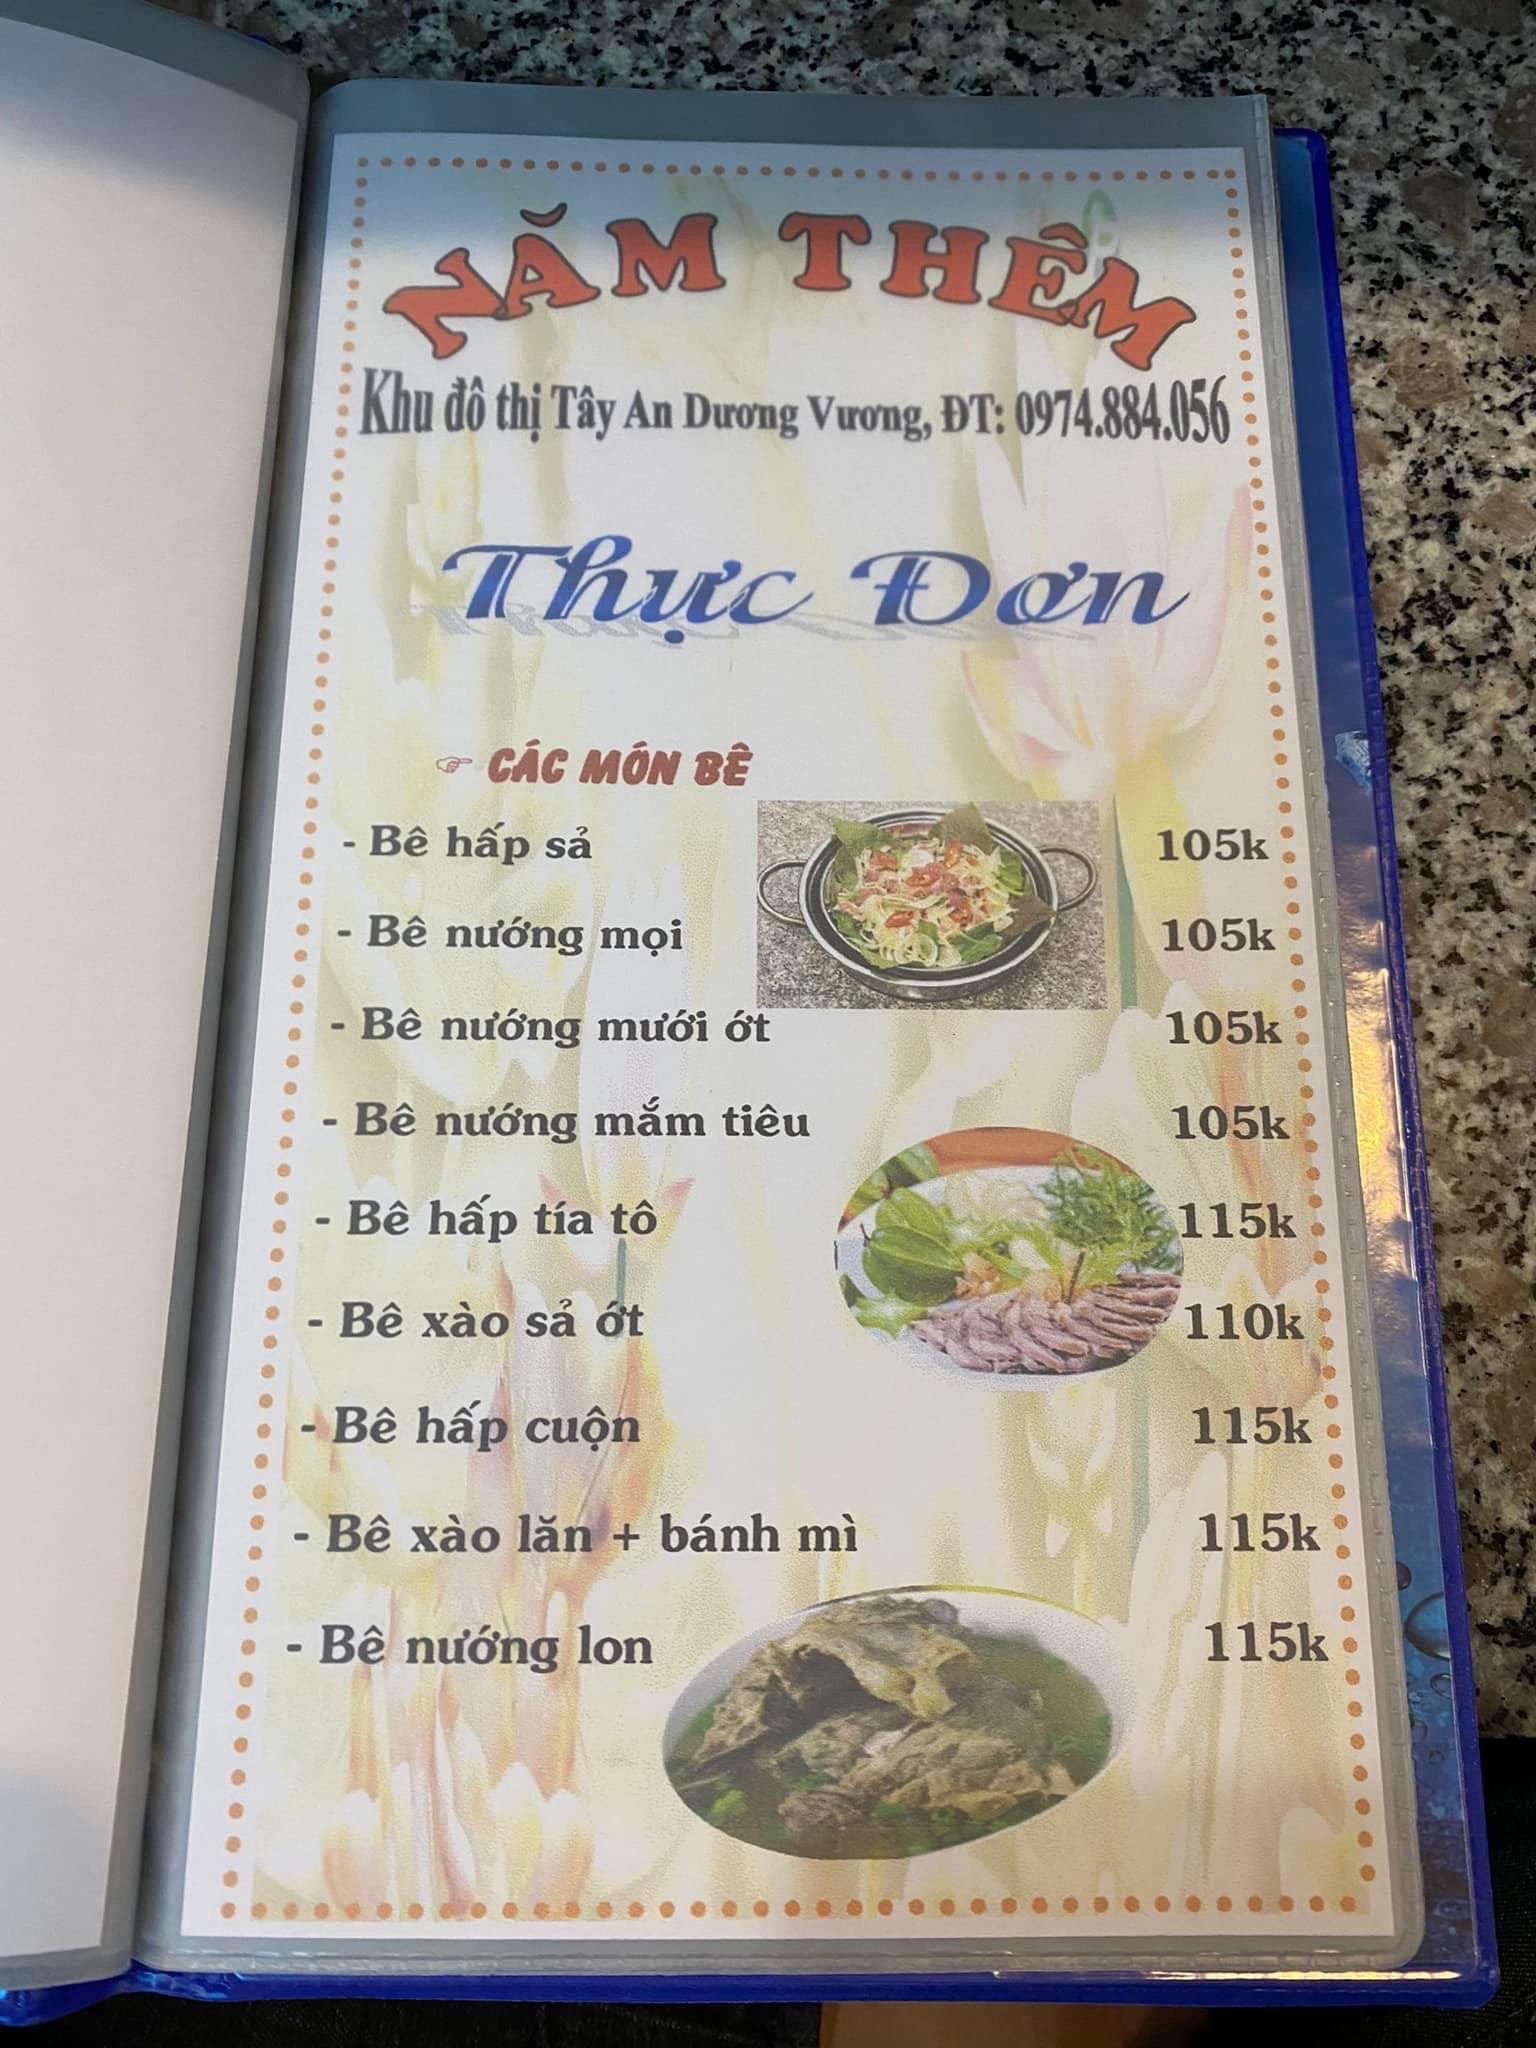 NĂM THÊM
Khu đô thị Tây An Dương Vương, ĐT: 0974.884.056
Thực Đơn
☞ CÁC MÓN BÊ
- Bê hấp sả 105k
- Bê nướng mọi 105k
- Bê nướng mười ớt 105k
- Bê nướng mắm tiêu 105k
- Bê hấp tía tô 115k
- Bê xào sả ớt 110k
- Bê hấp cuộn 115k
- Bê xào lăn + bánh mì 115k
- Bê nướng lon 115k